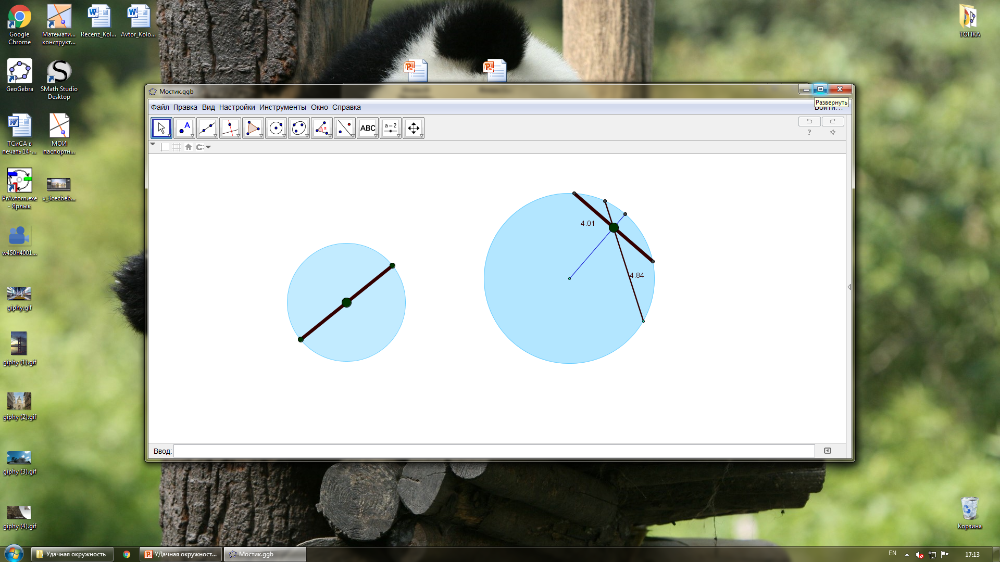 Google
Chrome
Математи...
конструкт...
Recenz_Kol...
Avtor_Kolo...
ТОПКА
GeoGebra
SMath Studio
Desktop
ТСиСА в
печать 14-...
МОИ
паспортн...
PrAvtom.exe
- Ярлык
x_3cecbeb...
w450h4001...
giphy.gif
giphy (1).gif
giphy (2).gif
giphy (3).gif
giphy (4).gif
Корзина
Мостик.ggb
Развернуть
Файл Правка Вид Настройки Инструменты Окно Справка
Войти...
A
α
ABC
a=2
4.01
4.84
Ввод:
Удачная окружность
УДачная окружност...
Мостик.ggb
EN
17:13